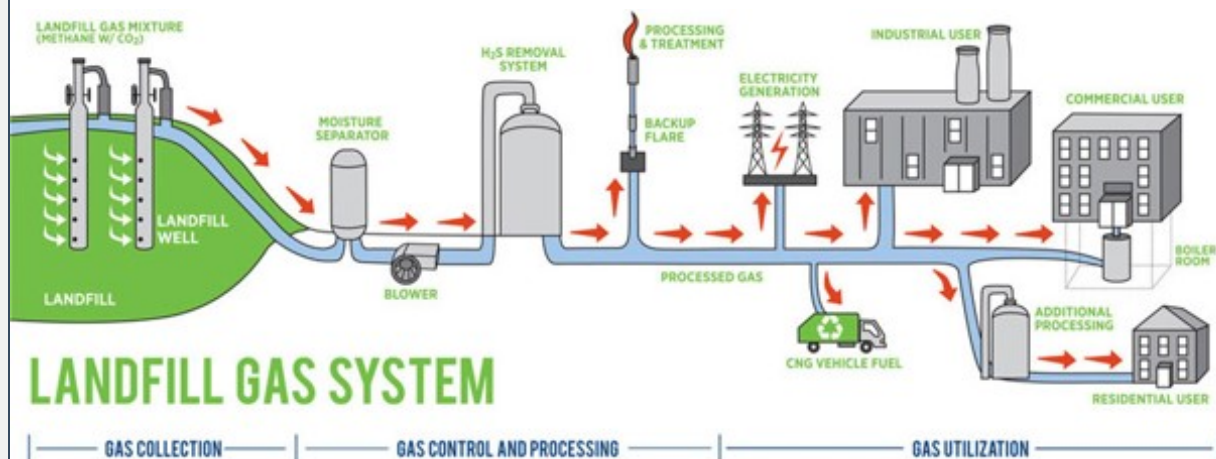 LANDFILL GAS MIXTURE
(METHANE W/ CO₂)
LANDFILL
WELL
LANDFILL
MOISTURE
SEPARATOR
BLOWER
H₂S REMOVAL
SYSTEM
PROCESSING
& TREATMENT
BACKUP
FLARE
PROCESSED GAS
ELECTRICITY
GENERATION
INDUSTRIAL USER
COMMERCIAL USER
BOILER
ROOM
CNG VEHICLE FUEL
ADDITIONAL
PROCESSING
RESIDENTIAL USER
LANDFILL GAS SYSTEM
GAS COLLECTION
GAS CONTROL AND PROCESSING
GAS UTILIZATION